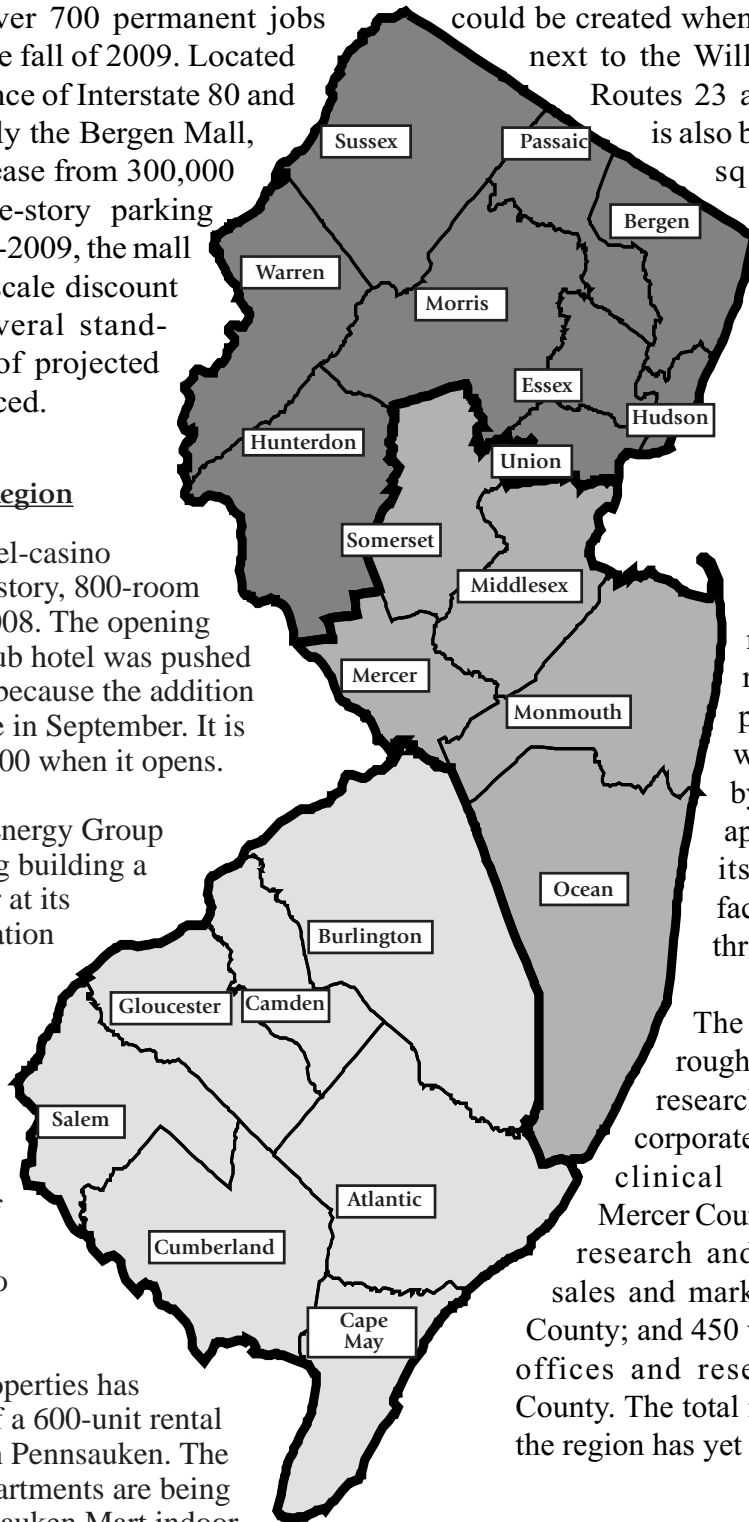 ver 700 permanent jobs
e fall of 2009. Located
nce of Interstate 80 and
ly the Bergen Mall,
ease from 300,000
e-story parking
-2009, the mall
scale discount
veral stand-
of projected
ced.
egion
el-casino
story, 800-room
008. The opening
ub hotel was pushed
because the addition
e in September. It is
00 when it opens.
Energy Group
g building a
r at its
ation
operties has
f a 600-unit rental
n Pennsauken. The
artments are being
auken Mart indoor
could be created when
next to the Will
Routes 23 a
is also b
sq
Sussex
Passaic
Bergen
Warren
Morris
Essex
Hudson
Hunterdon
Union
Somerset
Middlesex
Mercer
Monmouth
Ocean
Burlington
Gloucester
Camden
Salem
Atlantic
Cumberland
Cape
May
p
w
by
ap
its
fac
thr
The
rough
research
corporate
clinical
Mercer Coun
research and
sales and mark
County; and 450
offices and rese
County. The total
the region has yet